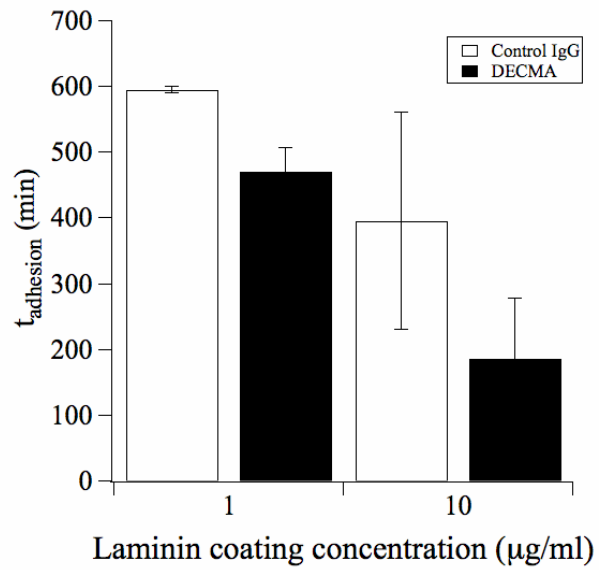 700
600
500
400
300
200
100
0
t_adhesion (min)
Control IgG
DECMA
1 10
Laminin coating concentration (µg/ml)